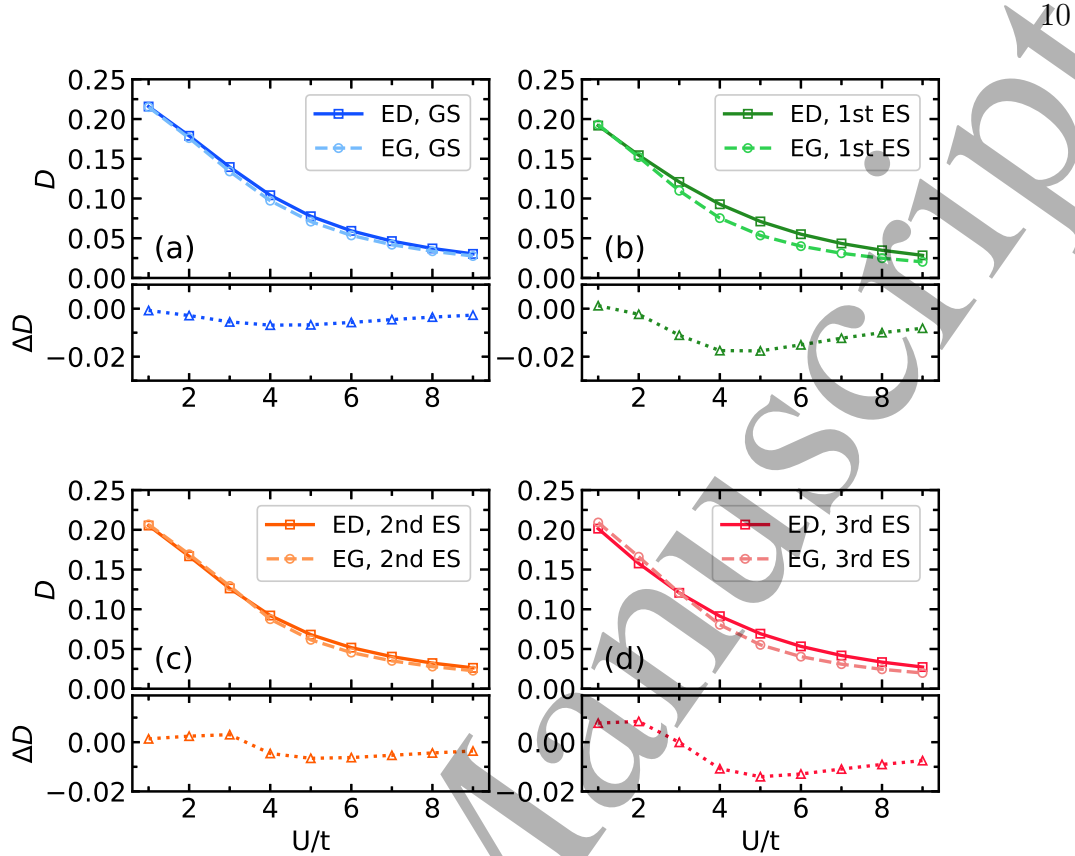 10
0.25
0.20
0.15
0.10
0.05
0.00
D
ED, GS
EG, GS
(a)
0.00
−0.02
ΔD
2 4 6 8
0.25
0.20
0.15
0.10
0.05
0.00
ED, 1st ES
EG, 1st ES
(b)
0.00
−0.02
2 4 6 8
0.25
0.20
0.15
0.10
0.05
0.00
D
ED, 2nd ES
EG, 2nd ES
(c)
0.00
−0.02
ΔD
2 4 6 8
U/t
0.25
0.20
0.15
0.10
0.05
0.00
ED, 3rd ES
EG, 3rd ES
(d)
0.00
−0.02
2 4 6 8
U/t
Manuscript